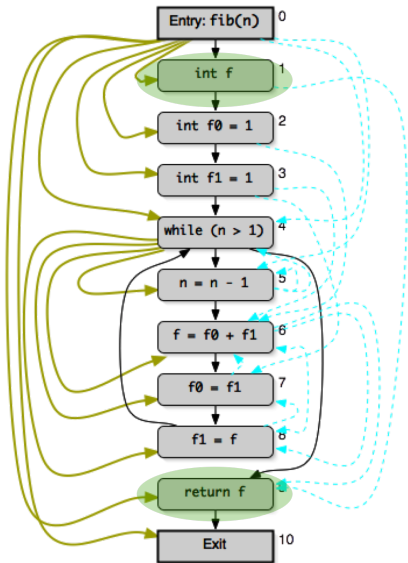 Entry: fib(n) 0
int f 1
int f0 = 1 2
int f1 = 1 3
while (n > 1) 4
n = n - 1 5
f = f0 + f1 6
f0 = f1 7
f1 = f 8
return f
Exit 10